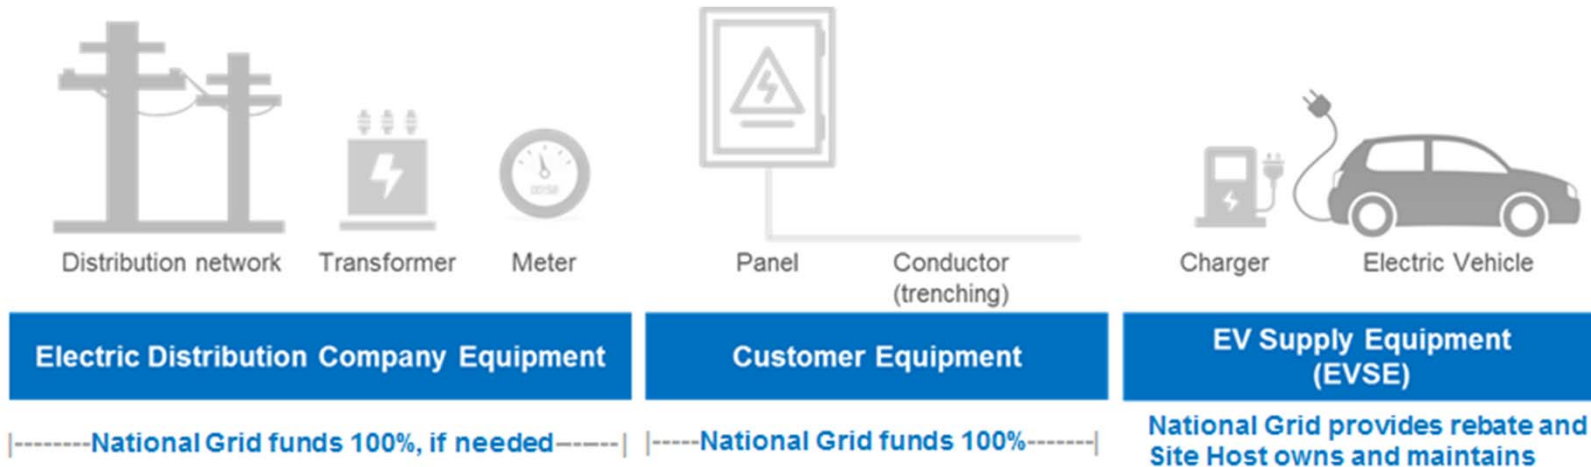 Distribution network
Transformer
Meter
Panel
Conductor
(trenching)
Charger
Electric Vehicle
Electric Distribution Company Equipment
Customer Equipment
EV Supply Equipment
(EVSE)
|--------National Grid funds 100%, if needed-------|
|-----National Grid funds 100%-------|
National Grid provides rebate and
Site Host owns and maintains